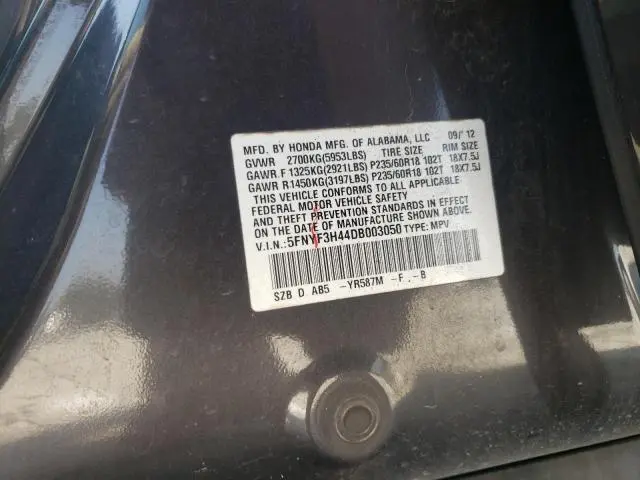 MFD. BY HONDA MFG. OF ALABAMA, LLC 09/12
GVWR 2700KG(5953LBS) TIRE SIZE RIM SIZE
GAWR F 1325KG(2921LBS) P235/60R18 102T 18X7.5J
GAWR R1450KG(3197LBS) P235/60R18 102T 18X7.5J
THIS VEHICLE CONFORMS TO ALL APPLICABLE
FEDERAL MOTOR VEHICLE SAFETY
AND THEFT PREVENTION STANDARDS IN EFFECT
ON THE DATE OF MANUFACTURE SHOWN ABOVE.
V.I.N.:5FNYF3H44DB003050 TYPE: MPV
SZB D AB5 -YR587M -F .-B